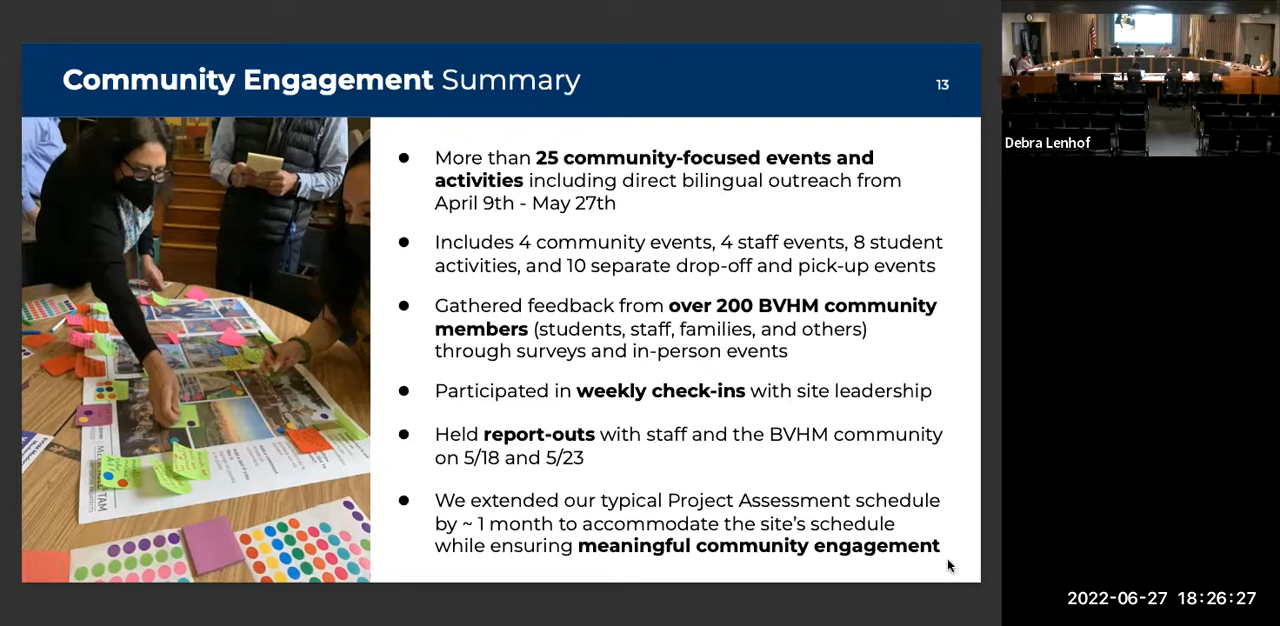 Community Engagement Summary
13
More than 25 community-focused events and
activities including direct bilingual outreach from
April 9th - May 27th
Includes 4 community events, 4 staff events, 8 student
activities, and 10 separate drop-off and pick-up events
Gathered feedback from over 200 BVHM community
members (students, staff, families, and others)
through surveys and in-person events
Participated in weekly check-ins with site leadership
Held report-outs with staff and the BVHM community
on 5/18 and 5/23
We extended our typical Project Assessment schedule
by ~ 1 month to accommodate the site's schedule
while ensuring meaningful community engagement
Debra Lenhof
2022-06-27 18:26:27